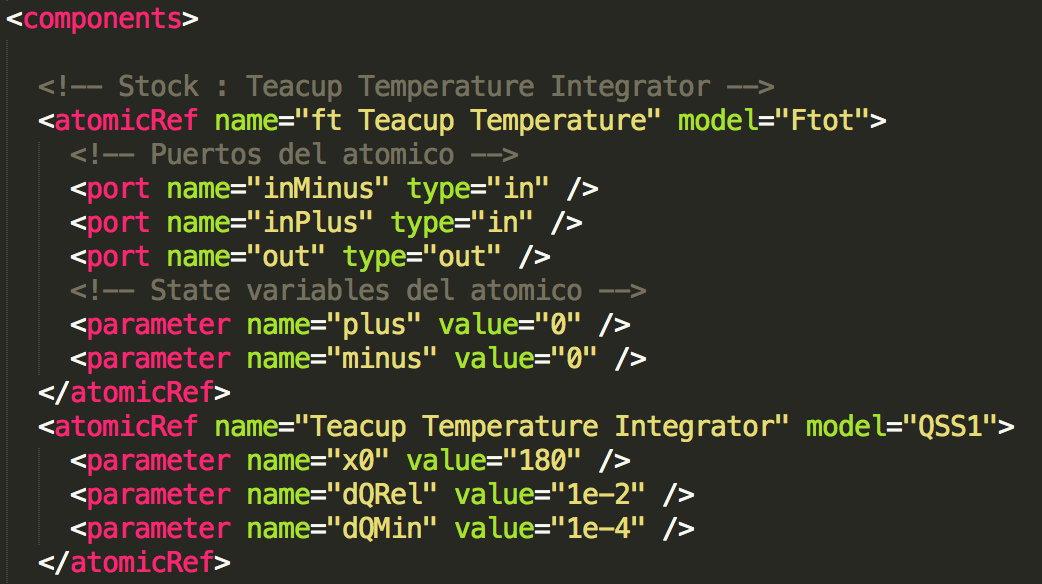 <components>
<!-- Stock : Teacup Temperature Integrator -->
<atomicRef name="ft Teacup Temperature" model="Ftot">
<!-- Puertos del atomico -->
<port name="inMinus" type="in" />
<port name="inPlus" type="in" />
<port name="out" type="out" />
<!-- State variables del atomico -->
<parameter name="plus" value="0" />
<parameter name="minus" value="0" />
</atomicRef>
<atomicRef name="Teacup Temperature Integrator" model="QSS1">
<parameter name="x0" value="180" />
<parameter name="dQRel" value="1e-2" />
<parameter name="dQMin" value="1e-4" />
</atomicRef>